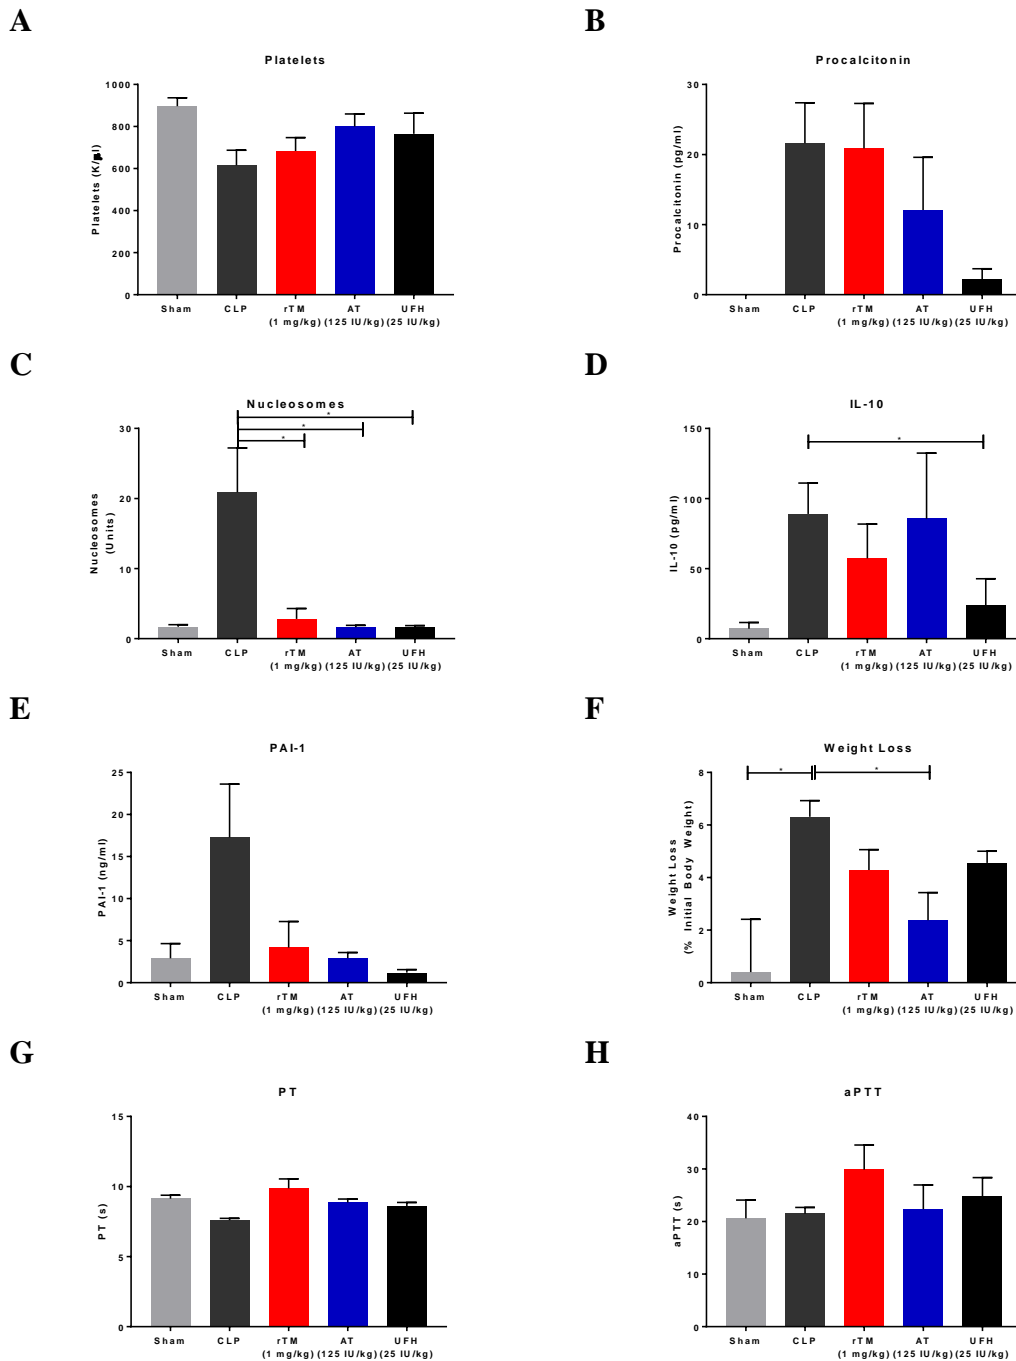 A
B
Platelets
Procalcitonin
Platelets (K/µl)
1000
800
600
400
200
0
Sham CLP rTM AT UFH
(1 mg/kg) (125 IU/kg) (25 IU/kg)
Procalcitonin (pg/ml)
30
20
10
0
Sham CLP rTM AT UFH
(1 mg/kg) (125 IU/kg) (25 IU/kg)
C
D
Nucleosomes
IL-10
Nucleosomes
(Units)
30
20
10
0
* * *
Sham CLP rTM AT UFH
(1 mg/kg) (125 IU/kg) (25 IU/kg)
IL-10 (pg/ml)
150
100
50
0
*
Sham CLP rTM AT UFH
(1 mg/kg) (125 IU/kg) (25 IU/kg)
E
F
PAI-1
Weight Loss
PAI-1 (ng/ml)
25
20
15
10
5
0
Sham CLP rTM AT UFH
(1 mg/kg) (125 IU/kg) (25 IU/kg)
Weight Loss
(% Initial Body Weight)
8
6
4
2
0
* *
Sham CLP rTM AT UFH
(1 mg/kg) (125 IU/kg) (25 IU/kg)
G
H
PT
aPTT
PT (s)
15
10
5
0
Sham CLP rTM AT UFH
(1 mg/kg) (125 IU/kg) (25 IU/kg)
aPTT (s)
40
30
20
10
0
Sham CLP rTM AT UFH
(1 mg/kg) (125 IU/kg) (25 IU/kg)